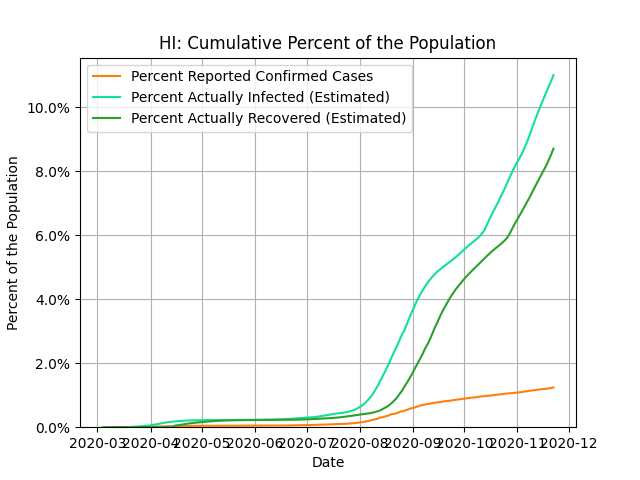 HI: Cumulative Percent of the Population
Percent Reported Confirmed Cases
Percent Actually Infected (Estimated)
Percent Actually Recovered (Estimated)
Percent of the Population
10.0%
8.0%
6.0%
4.0%
2.0%
0.0%
2020-03 2020-04 2020-05 2020-06 2020-07 2020-08 2020-09 2020-10 2020-11 2020-12
Date